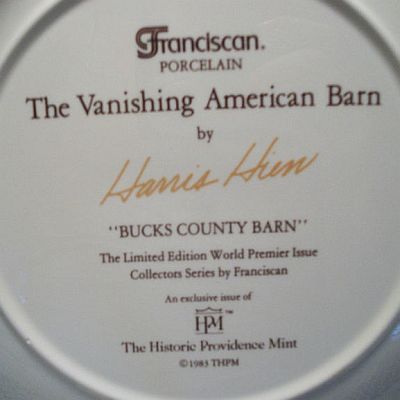 Franciscan.
PORCELAIN
The Vanishing American Barn
by
Harris Hien
"BUCKS COUNTY BARN"
The Limited Edition World Premier Issue
Collectors Series by Franciscan
An exclusive issue of
HPM ™
The Historic Providence Mint
©1983 THPM